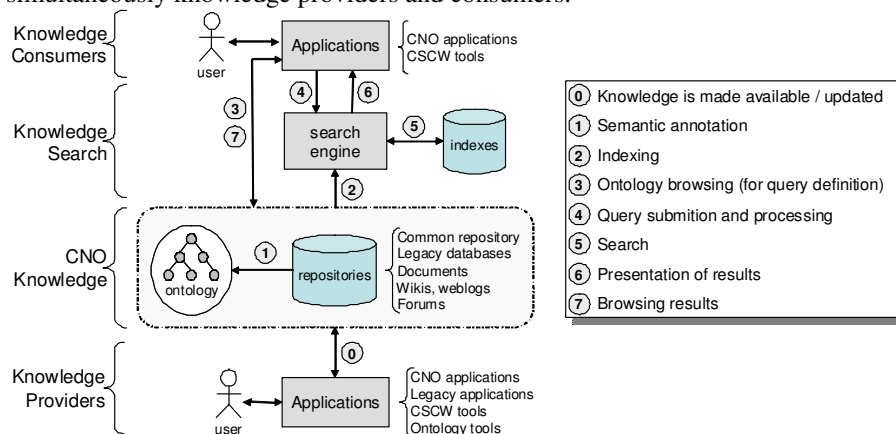 simultaneously knowledge providers and consumers.
Knowledge
Consumers
user
Applications
CNO applications
CSCW tools
Knowledge
Search
3
7
4
6
search
engine
5
indexes
2
CNO
Knowledge
ontology
1
repositories
Common repository
Legacy databases
Documents
Wikis, weblogs
Forums
0
Knowledge
Providers
user
Applications
CNO applications
Legacy applications
CSCW tools
Ontology tools
0 Knowledge is made available / updated
1 Semantic annotation
2 Indexing
3 Ontology browsing (for query definition)
4 Query submition and processing
5 Search
6 Presentation of results
7 Browsing results